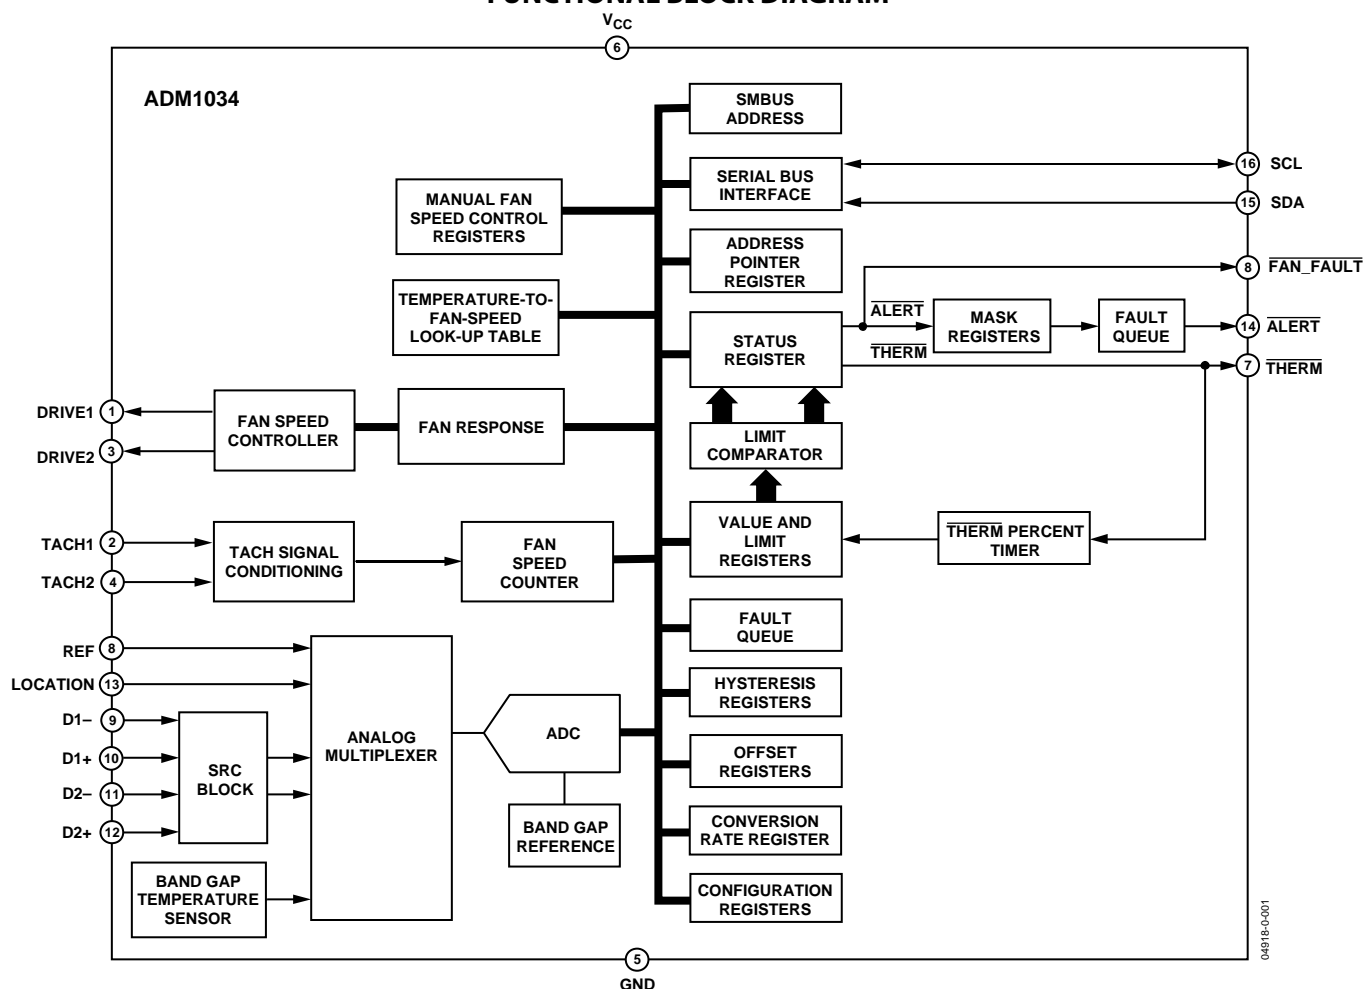 FUNCTIONAL BLOCK DIAGRAM
VCC
6
ADM1034
SMBUS
ADDRESS
SERIAL BUS
INTERFACE
16 SCL
15 SDA
MANUAL FAN
SPEED CONTROL
REGISTERS
ADDRESS
POINTER
REGISTER
8 FAN_FAULT
TEMPERATURE-TO-
FAN-SPEED
LOOK-UP TABLE
STATUS
REGISTER
ALERT
THERM
MASK
REGISTERS
FAULT
QUEUE
14 ALERT
7 THERM
DRIVE1 1
DRIVE2 3
FAN SPEED
CONTROLLER
FAN RESPONSE
LIMIT
COMPARATOR
TACH1 2
TACH2 4
TACH SIGNAL
CONDITIONING
FAN
SPEED
COUNTER
VALUE AND
LIMIT
REGISTERS
THERM PERCENT
TIMER
FAULT
QUEUE
REF 8
LOCATION 13
D1– 9
D1+ 10
D2– 11
D2+ 12
SRC
BLOCK
ANALOG
MULTIPLEXER
ADC
BAND GAP
REFERENCE
HYSTERESIS
REGISTERS
OFFSET
REGISTERS
CONVERSION
RATE REGISTER
BAND GAP
TEMPERATURE
SENSOR
CONFIGURATION
REGISTERS
5
GND
04918-0-001